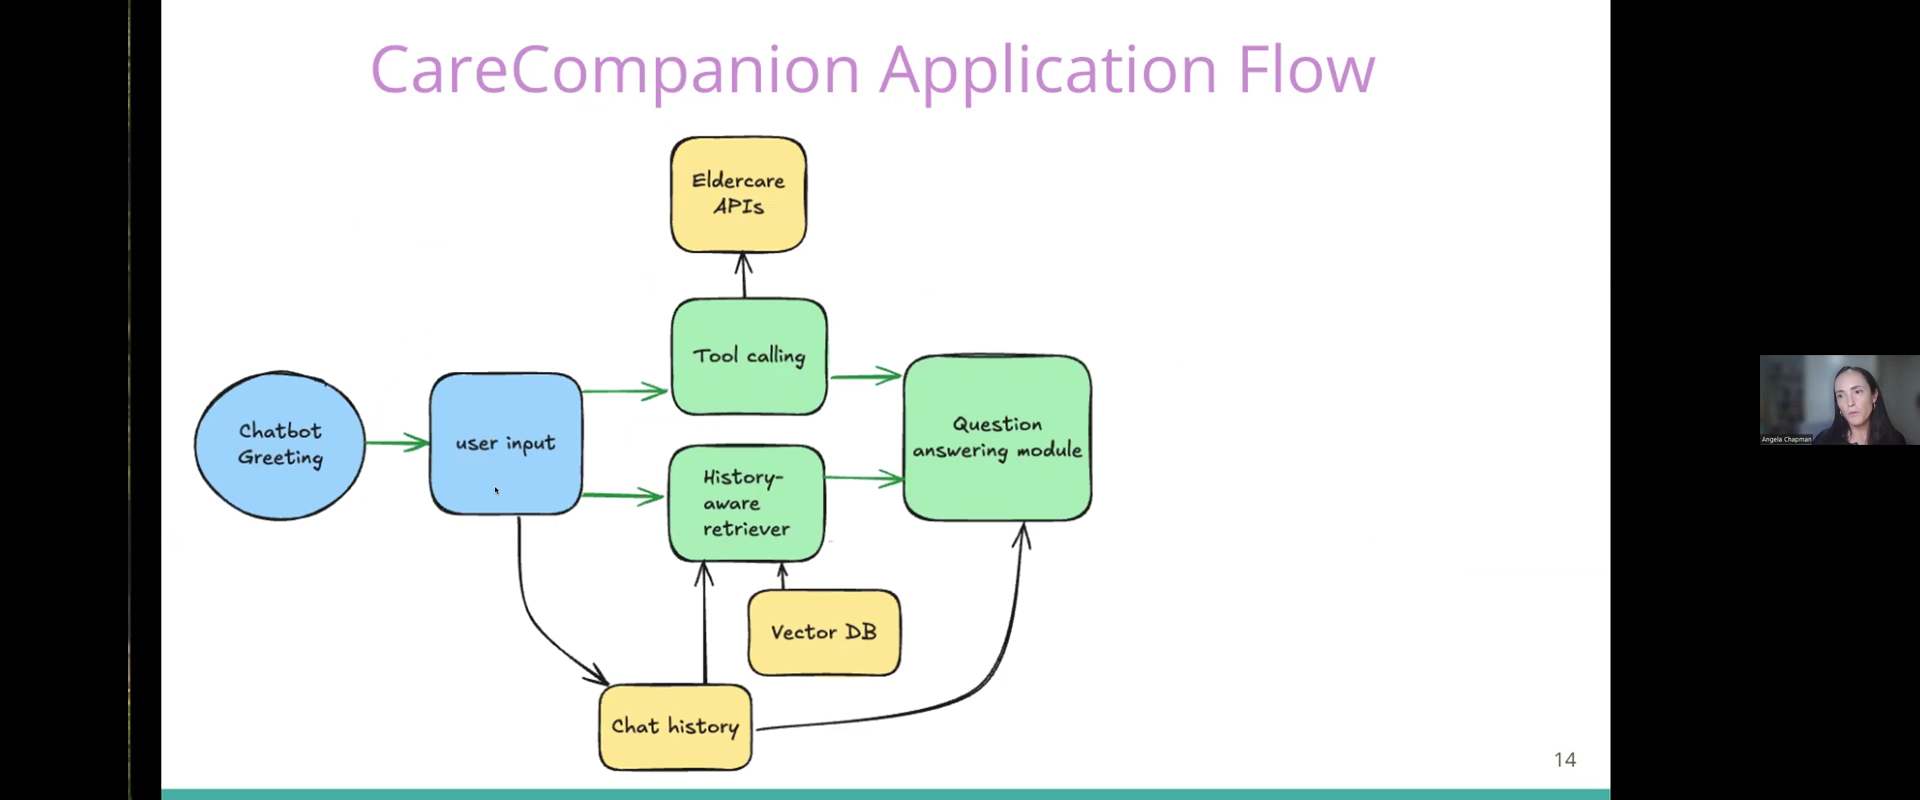 CareCompanion Application Flow
Eldercare
APIs
Tool calling
Chatbot
Greeting
user input
Question
answering module
History-
aware
retriever
Vector DB
Chat history
14
Angela Chapman